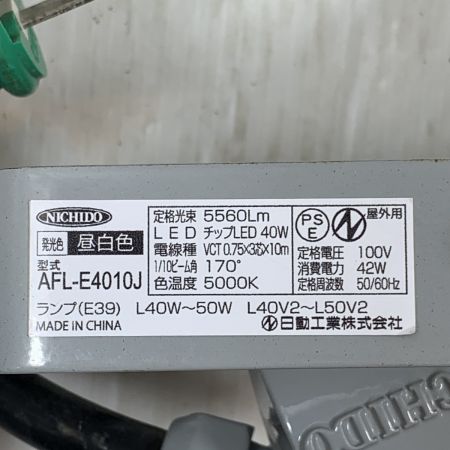 NICHIDO
発光色 昼白色
型式
AFL-E4010J
定格光束 5560Lm
LED チップLED 40W
電線種 VCT 0.75×3芯×10m
1/10ビーム角 170°
色温度 5000K
PSE 屋外用
定格電圧 100V
消費電力 42W
定格周波数 50/60Hz
ランプ(E39) L40W～50W L40V2～L50V2
MADE IN CHINA
日動工業株式会社
CHIDO